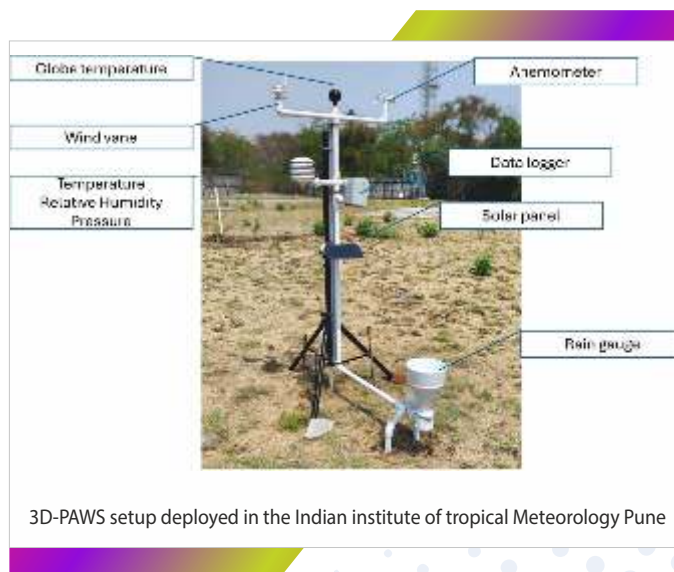 Globe temperature
Anemometer
Wind vane
Data logger
Temperature
Relative Humidity
Pressure
Solar panel
Rain gauge
3D-PAWS setup deployed in the Indian institute of tropical Meteorology Pune